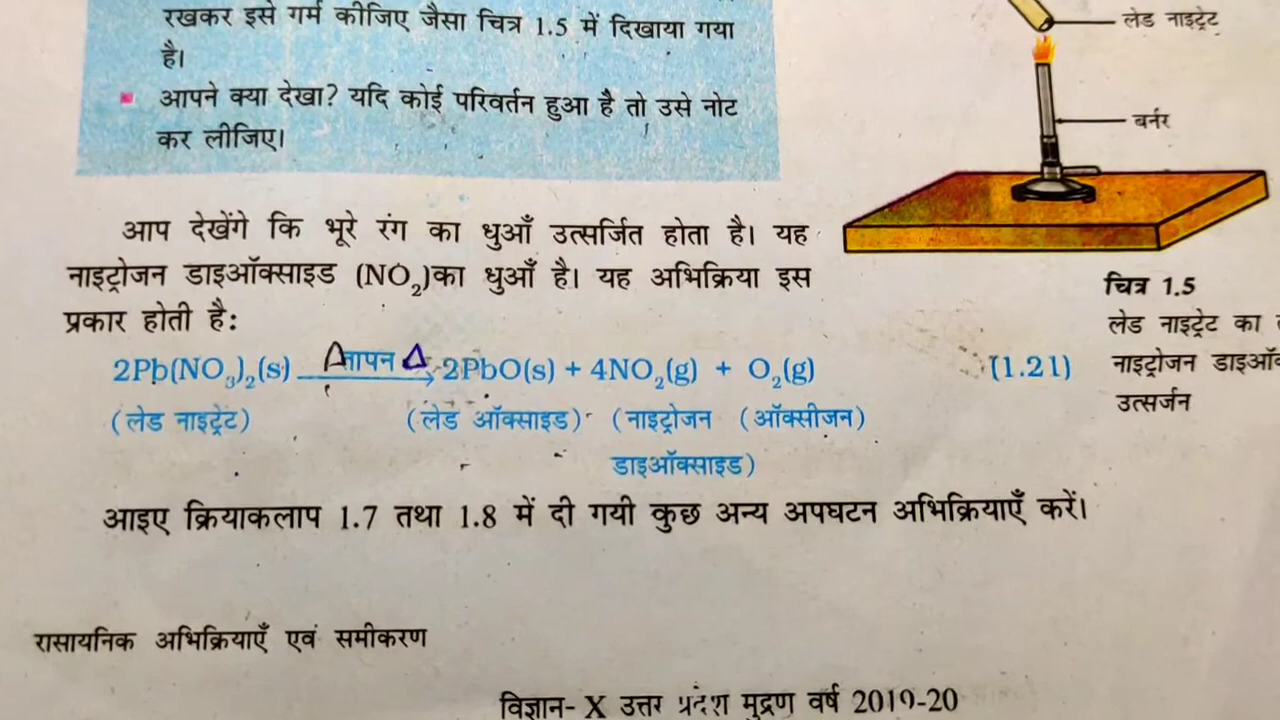 रखकर इसे गर्म कीजिए जैसा चित्र 1.5 में दिखाया गया
है।
आपने क्या देखा? यदि कोई परिवर्तन हुआ है तो उसे नोट
कर लीजिए।
लेड नाइट्रेट
बर्नर
आप देखेंगे कि भूरे रंग का धुआँ उत्सर्जित होता है। यह
नाइट्रोजन डाइऑक्साइड (NO₂)का धुआँ है। यह अभिक्रिया इस
प्रकार होती है:
चित्र 1.5
लेड नाइट्रेट का
नाइट्रोजन
उत्सर्जन
2Pb(NO₃)₂(s) तापन Δ → 2PbO(s) + 4NO₂(g) + O₂(g) (1.21)
(लेड नाइट्रेट) (लेड ऑक्साइड) (नाइट्रोजन (ऑक्सीजन)
डाइऑक्साइड)
आइए क्रियाकलाप 1.7 तथा 1.8 में दी गयी कुछ अन्य अपघटन अभिक्रियाएँ करें।
रासायनिक अभिक्रियाएँ एवं समीकरण
विज्ञान- X उत्तर प्रदेश मुद्रण वर्ष 2019-20